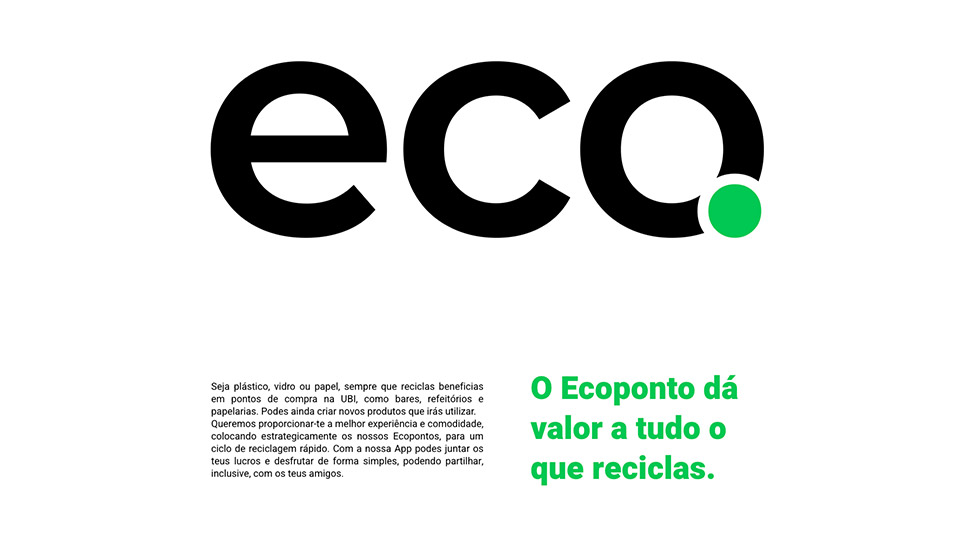 eco
Seja plástico, vidro ou papel, sempre que reciclas beneficias
em pontos de compra na UBI, como bares, refeitórios e
papelarias. Podes ainda criar novos produtos que irás utilizar.
Queremos proporcionar-te a melhor experiência e comodidade,
colocando estrategicamente os nossos Ecopontos, para um
ciclo de reciclagem rápido. Com a nossa App podes juntar os
teus lucros e desfrutar de forma simples, podendo partilhar,
inclusive, com os teus amigos.
O Ecoponto dá
valor a tudo o
que reciclas.